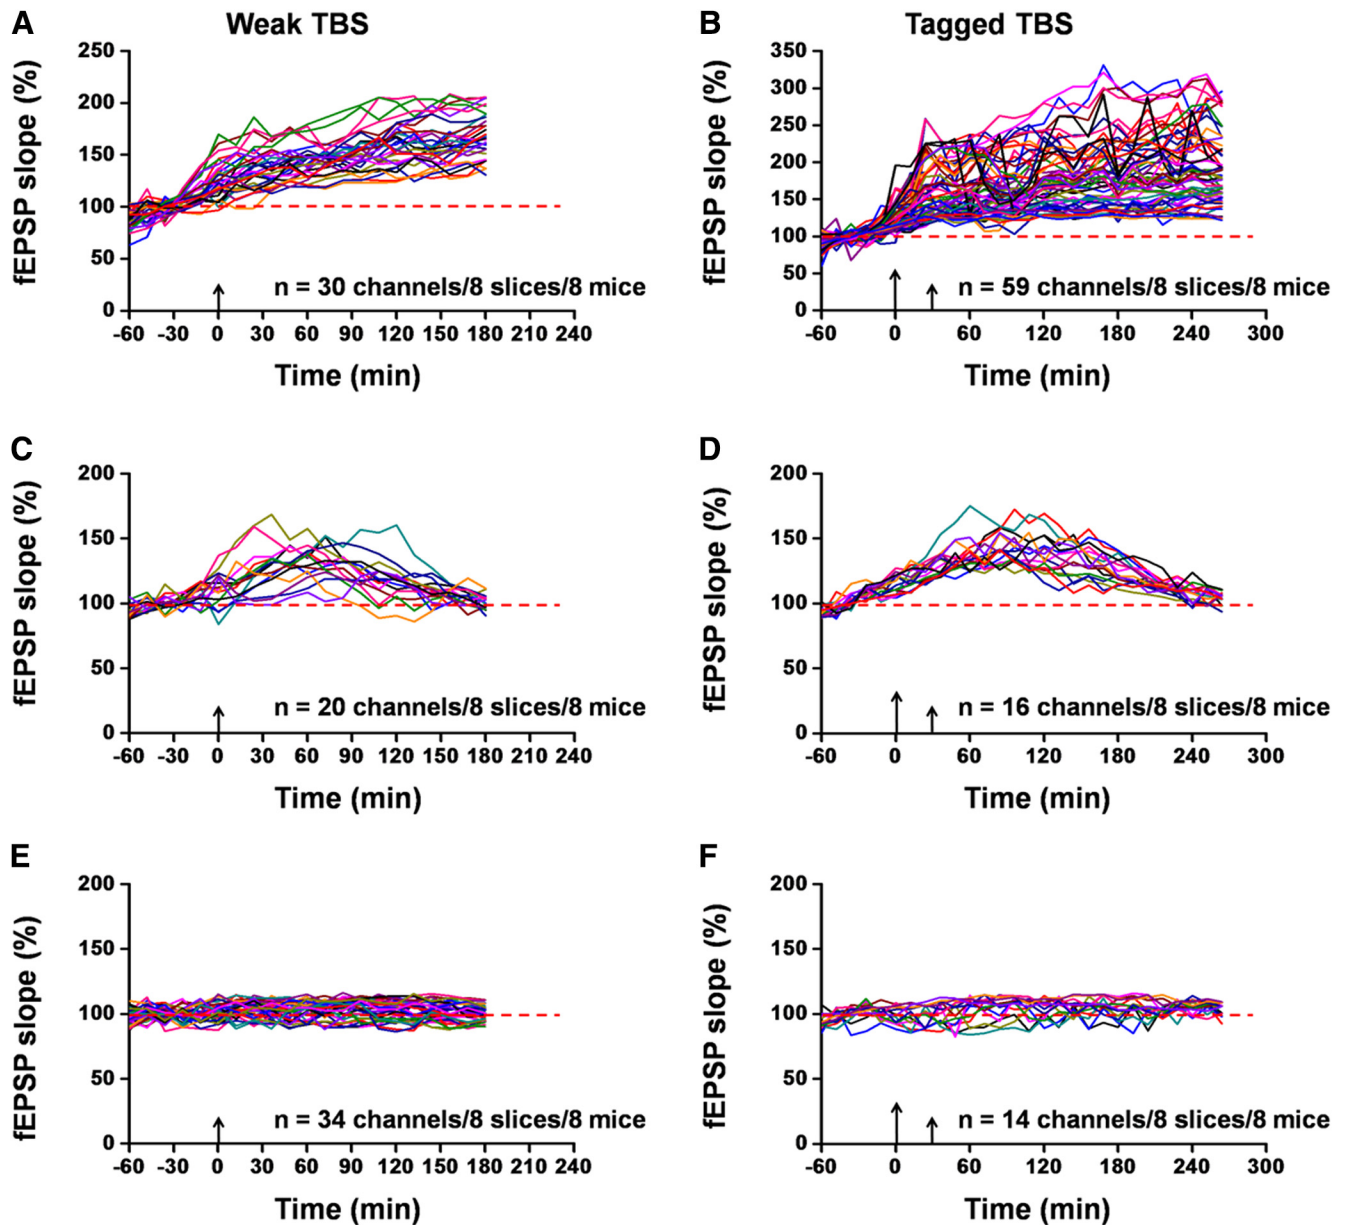 A
Weak TBS
fEPSP slope (%)
250
200
150
100
50
0
n = 30 channels/8 slices/8 mice
-60 -30 0 30 60 90 120 150 180 210 240
Time (min)
B
Tagged TBS
fEPSP slope (%)
350
300
250
200
150
100
50
0
n = 59 channels/8 slices/8 mice
-60 0 60 120 180 240 300
Time (min)
C
fEPSP slope (%)
200
150
100
50
0
n = 20 channels/8 slices/8 mice
-60 -30 0 30 60 90 120 150 180 210 240
Time (min)
D
fEPSP slope (%)
200
150
100
50
0
n = 16 channels/8 slices/8 mice
-60 0 60 120 180 240 300
Time (min)
E
fEPSP slope (%)
200
150
100
50
0
n = 34 channels/8 slices/8 mice
-60 -30 0 30 60 90 120 150 180 210 240
Time (min)
F
fEPSP slope (%)
200
150
100
50
0
n = 14 channels/8 slices/8 mice
-60 0 60 120 180 240 300
Time (min)